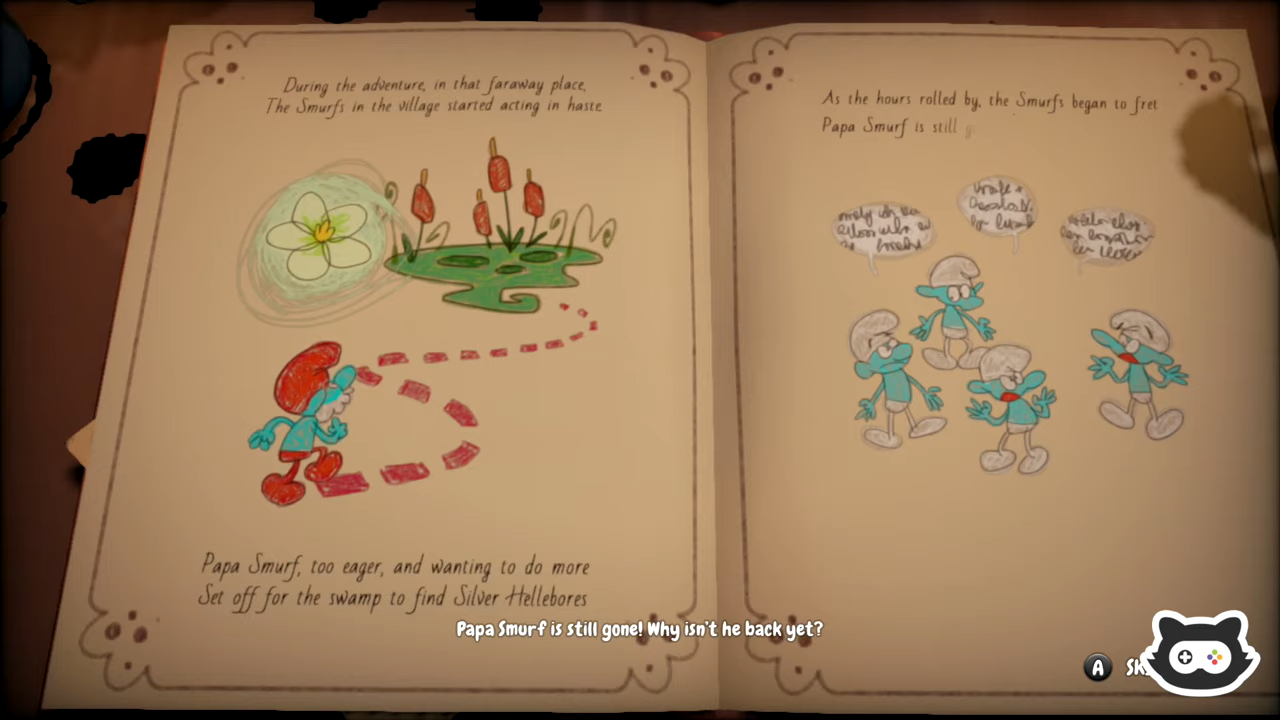 During the adventure, in that faraway place,
The Smurfs in the village started acting in haste
Papa Smurf, too eager, and wanting to do more
Set off for the swamp to find Silver Hellebores
As the hours rolled by, the Smurfs began to fret
Papa Smurf is still g
Papa Smurf is still gone! Why isn't he back yet?
A